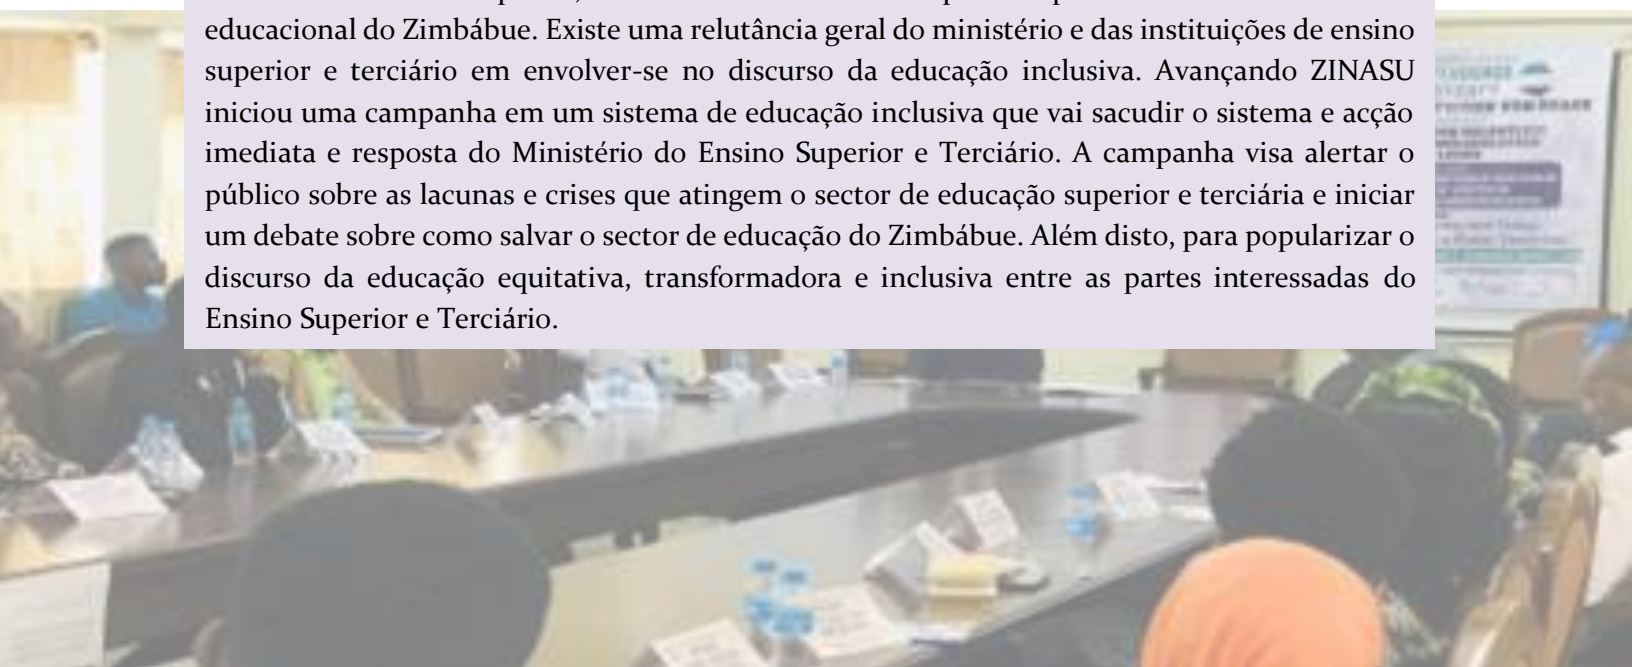 educacional do Zimbábue. Existe uma relutância geral do ministério e das instituições de ensino
superior e terciário em envolver-se no discurso da educação inclusiva. Avançando ZINASU
iniciou uma campanha em um sistema de educação inclusiva que vai sacudir o sistema e acção
imediata e resposta do Ministério do Ensino Superior e Terciário. A campanha visa alertar o
público sobre as lacunas e crises que atingem o sector de educação superior e terciária e iniciar
um debate sobre como salvar o sector de educação do Zimbábue. Além disto, para popularizar o
discurso da educação equitativa, transformadora e inclusiva entre as partes interessadas do
Ensino Superior e Terciário.